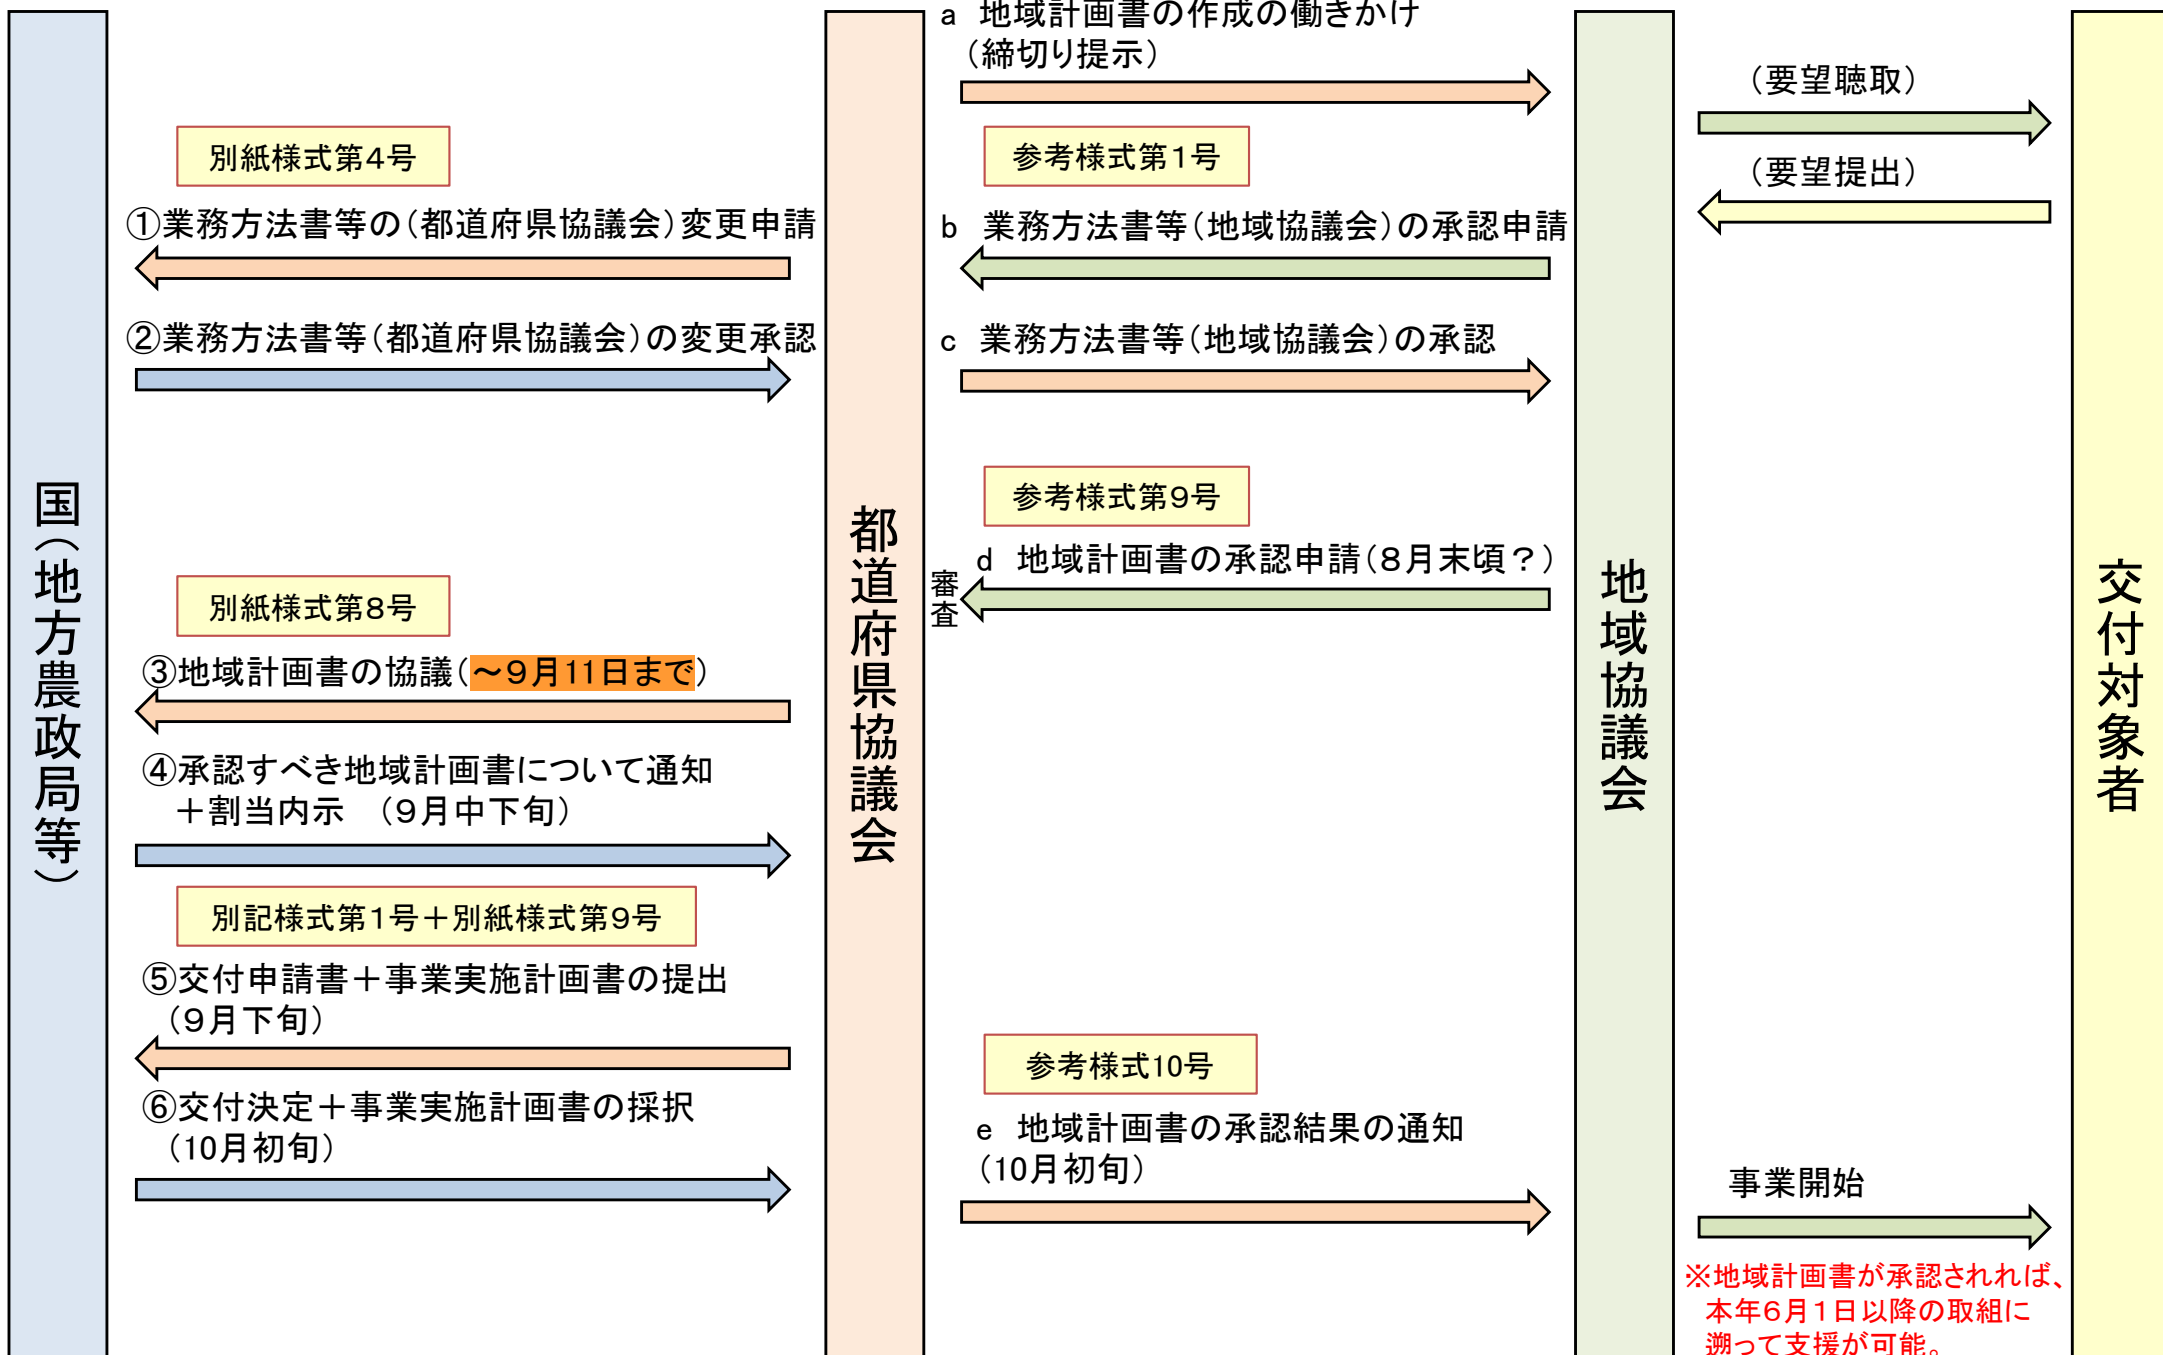 国（地方農政局等）
別紙様式第４号
①業務方法書等の（都道府県協議会）変更申請
②業務方法書等（都道府県協議会）の変更承認
別紙様式第８号
③地域計画書の協議（～９月11日まで）
④承認すべき地域計画書について通知
＋割当内示　（９月中下旬）
別記様式第１号＋別紙様式第９号
⑤交付申請書＋事業実施計画書の提出
（９月下旬）
⑥交付決定＋事業実施計画書の採択
（10月初旬）
都道府県協議会
a　地域計画書の作成の働きかけ
（締切り提示）
参考様式第１号
b　業務方法書等（地域協議会）の承認申請
c　業務方法書等（地域協議会）の承認
参考様式第９号
d　地域計画書の承認申請（８月末頃？）
審査
参考様式10号
e　地域計画書の承認結果の通知
（10月初旬）
地域協議会
（要望聴取）
（要望提出）
事業開始
※地域計画書が承認されれば、
本年６月１日以降の取組に
遡って支援が可能。
交付対象者